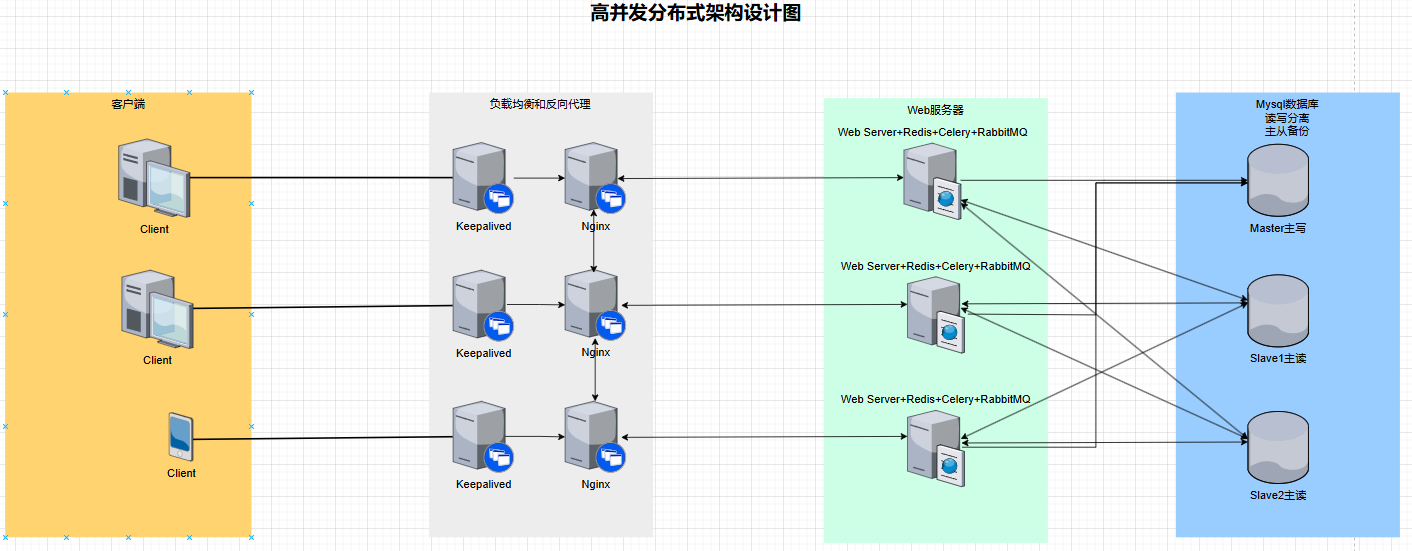 高并发分布式架构设计图
客户端
Client
Client
Client
负载均衡和反向代理
Keepalived
Nginx
Keepalived
Nginx
Keepalived
Nginx
Web服务器
Web Server+Redis+Celery+RabbitMQ
Web Server+Redis+Celery+RabbitMQ
Web Server+Redis+Celery+RabbitMQ
Mysql数据库
读写分离
主从备份
Master主写
Slave1主读
Slave2主读